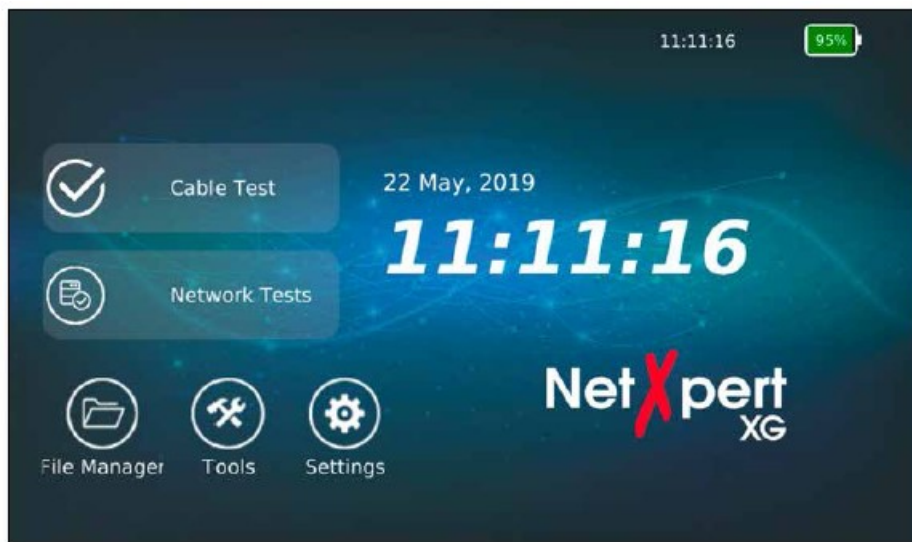 11:11:16
95%
Cable Test
22 May, 2019
11:11:16
Network Tests
NetXpert
XG
File Manager
Tools
Settings